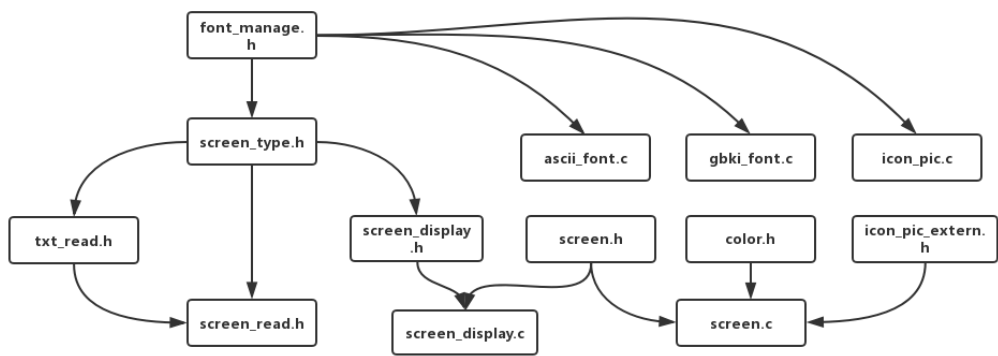 font_manage.
h
screen_type.h
ascii_font.c
gbki_font.c
icon_pic.c
txt_read.h
screen_display
.h
screen.h
color.h
icon_pic_extern.
h
screen_read.h
screen_display.c
screen.c